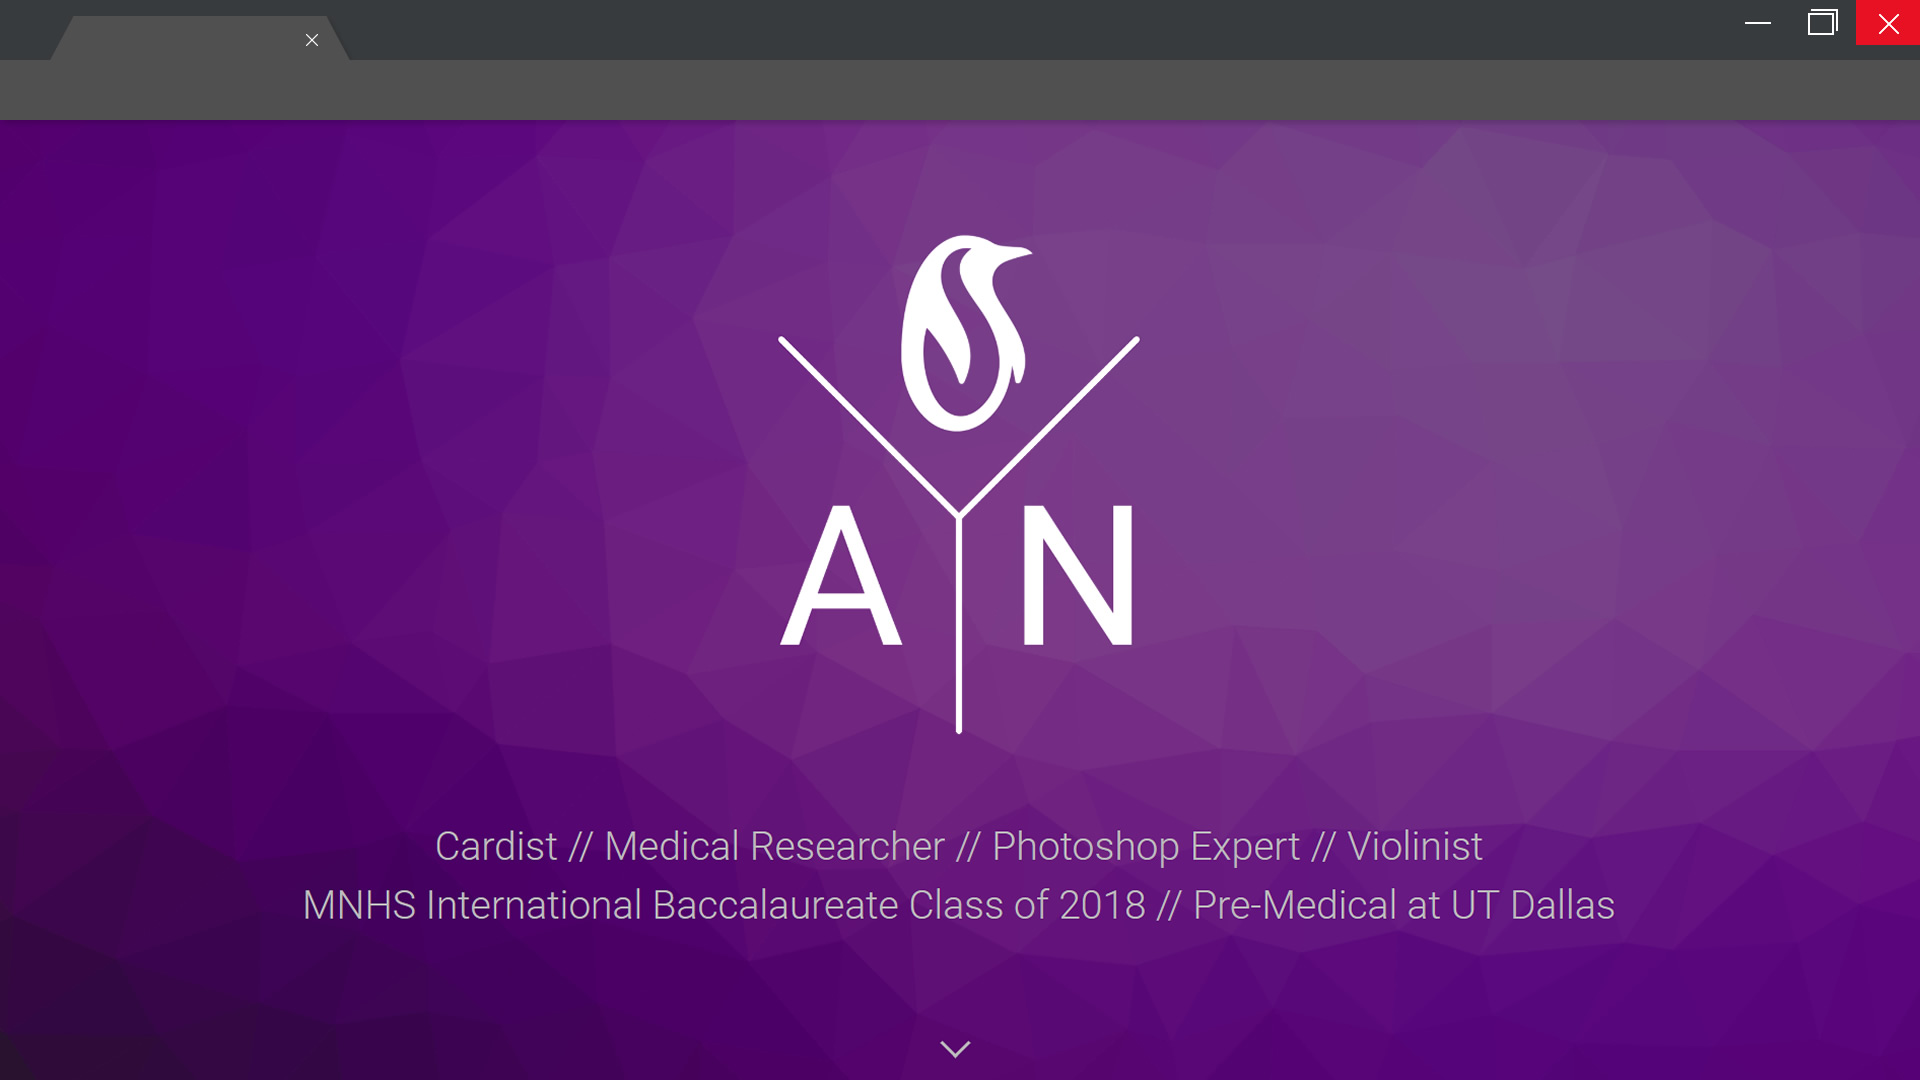 A Y N
Cardist // Medical Researcher // Photoshop Expert // Violinist
MNHS International Baccalaureate Class of 2018 // Pre-Medical at UT Dallas